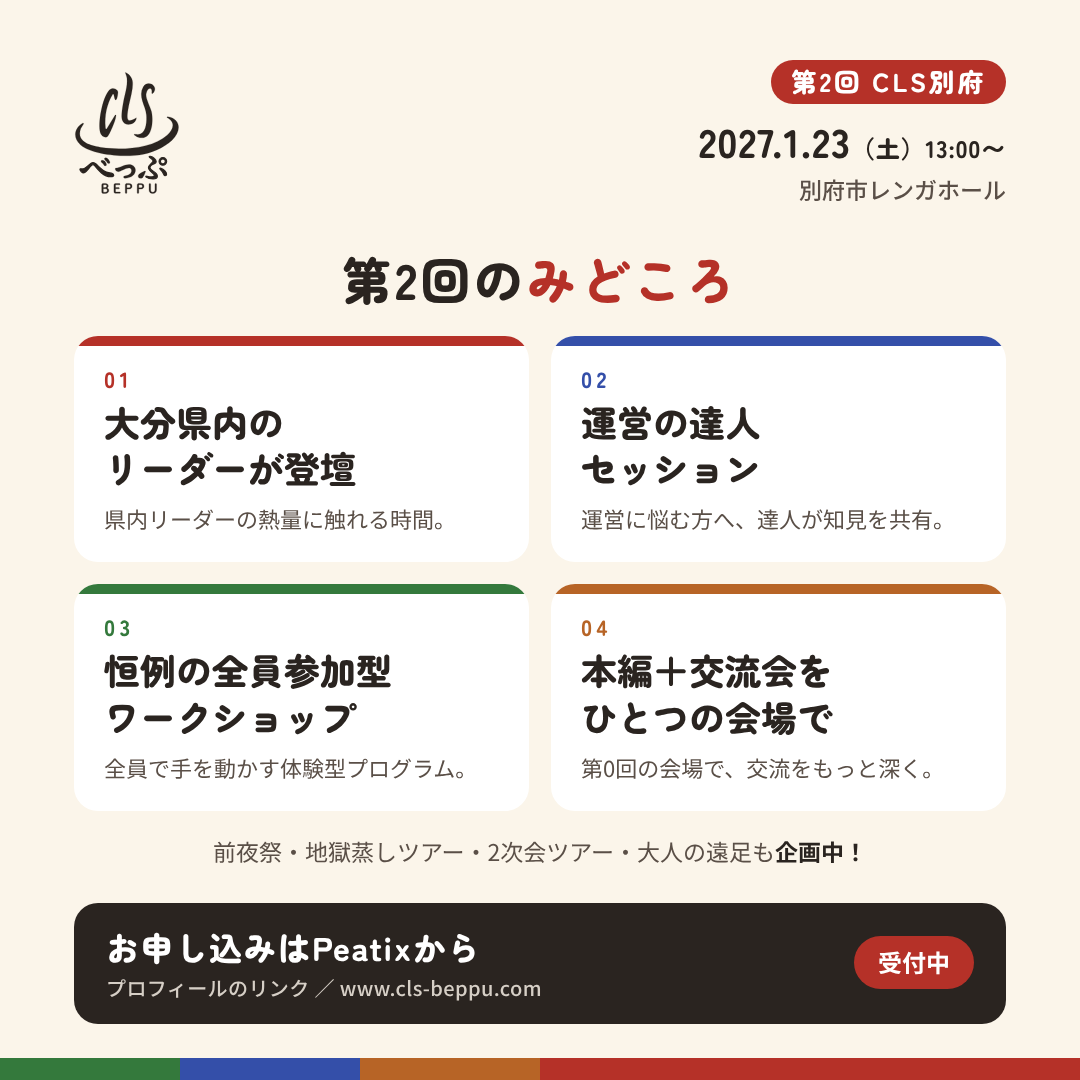 cls
べっぷ
BEPPU
第2回 CLS別府
2027.1.23（土）13:00〜
別府市レンガホール
第2回のみどころ
01
大分県内の
リーダーが登壇
県内リーダーの熱量に触れる時間。
02
運営の達人
セッション
運営に悩む方へ、達人が知見を共有。
03
恒例の全員参加型
ワークショップ
全員で手を動かす体験型プログラム。
04
本編＋交流会を
ひとつの会場で
第0回の会場で、交流をもっと深く。
前夜祭・地獄蒸しツアー・2次会ツアー・大人の遠足も企画中！
お申し込みはPeatixから
プロフィールのリンク ／ www.cls-beppu.com
受付中